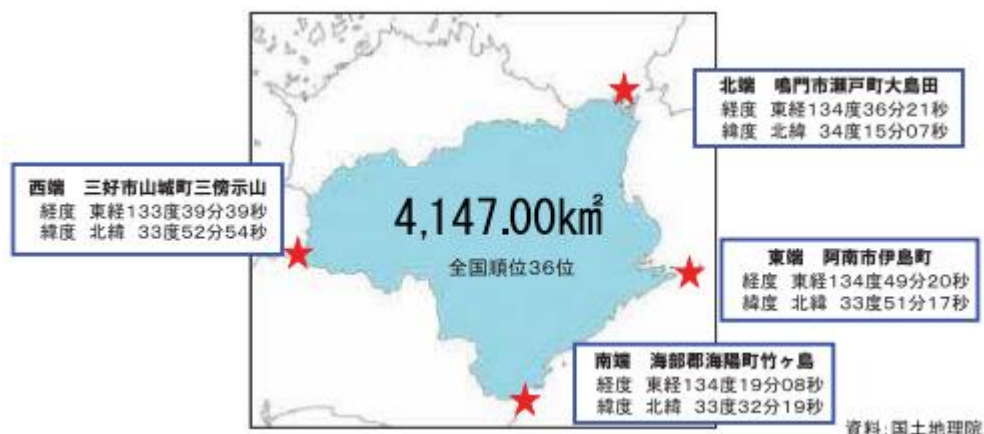 北端 鳴門市瀬戸町大島田
経度 東経134度36分21秒
緯度 北緯 34度15分07秒
西端 三好市山城町三傍示山
経度 東経133度39分39秒
緯度 北緯 33度52分54秒
4,147.00k㎡
全国順位36位
東端 阿南市伊島町
経度 東経134度49分20秒
緯度 北緯 33度51分17秒
南端 海部郡海陽町竹ヶ島
経度 東経134度19分08秒
緯度 北緯 33度32分19秒
資料:国土地理院